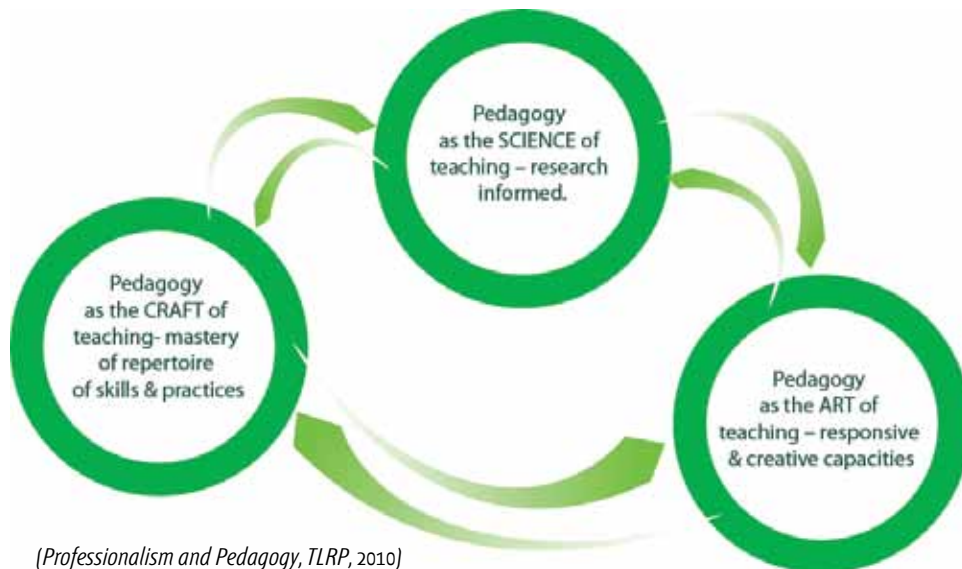 Pedagogy
as the SCIENCE of
teaching – research
informed.
Pedagogy
as the CRAFT of
teaching- mastery
of repertoire
of skills & practices
Pedagogy
as the ART of
teaching – responsive
& creative capacities
(Professionalism and Pedagogy, TLRP, 2010)